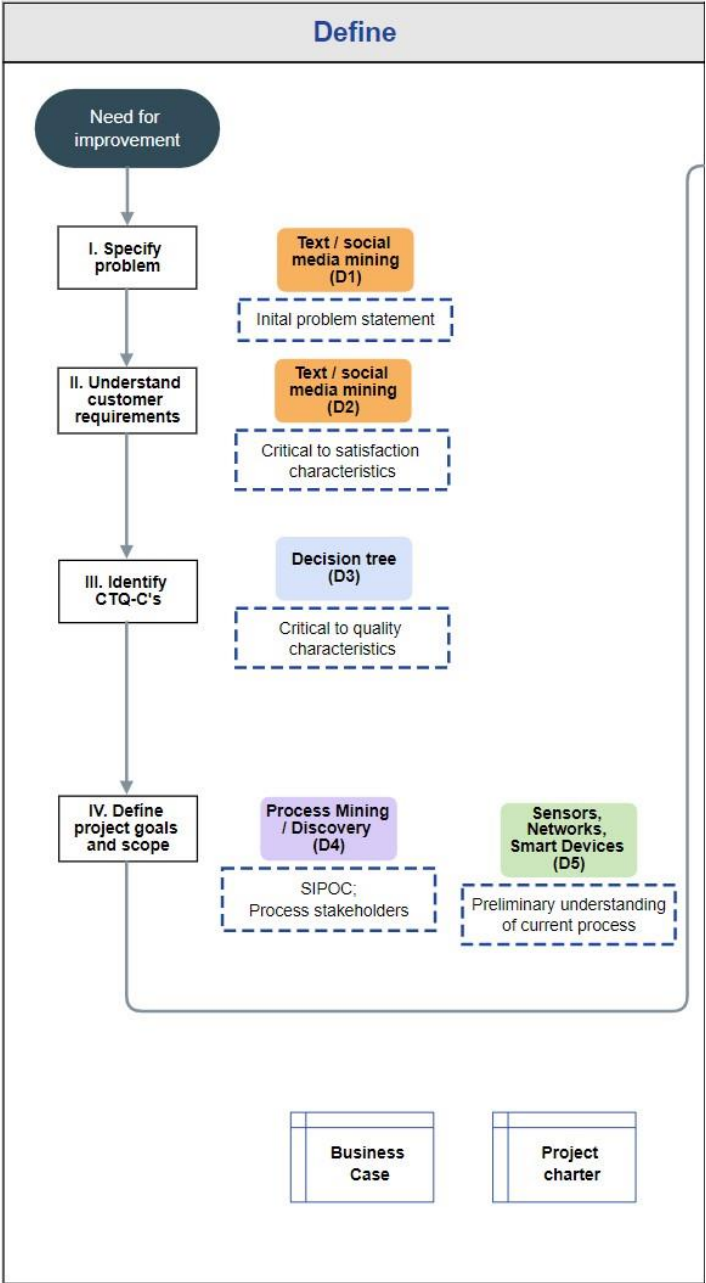 Define
Need for
improvement
I. Specify
problem
Text / social
media mining
(D1)
Inital problem statement
II. Understand
customer
requirements
Text / social
media mining
(D2)
Critical to satisfaction
characteristics
III. Identify
CTQ-C's
Decision tree
(D3)
Critical to quality
characteristics
IV. Define
project goals
and scope
Process Mining
/ Discovery
(D4)
SIPOC;
Process stakeholders
Sensors,
Networks,
Smart Devices
(D5)
Preliminary understanding
of current process
Business
Case
Project
charter